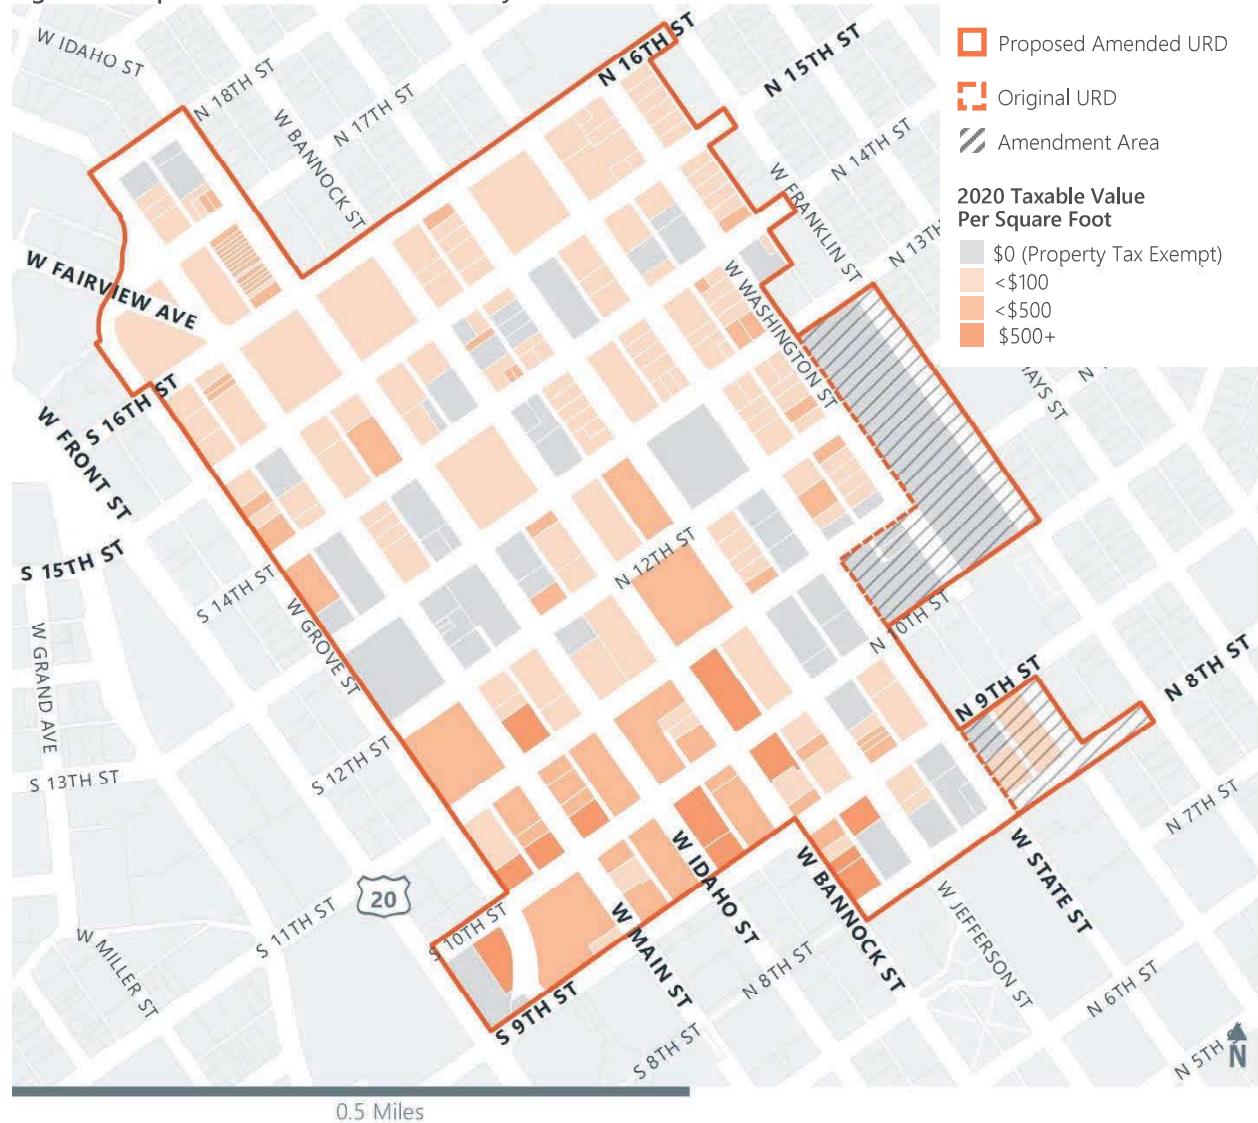 W IDAHO ST
N 18TH ST
W BANNOCK ST
N 17TH ST
N 16TH ST
N 15TH ST
N 14TH ST
W FRANKLIN ST
N 13TH
Proposed Amended URD
Original URD
Amendment Area
2020 Taxable Value
Per Square Foot
$0 (Property Tax Exempt)
<$100
<$500
$500+
W FAIRVIEW AVE
W WASHINGTON ST
AYS ST
S 16TH ST
W FRONT ST
S 15TH ST
S 14TH ST
N 12TH ST
W GROVE ST
N 10TH ST
W GRAND AVE
N 9TH ST
N 8TH ST
S 13TH ST
S 12TH ST
N 7TH ST
20
W IDAHO ST
W BANNOCK ST
W STATE ST
W JEFFERSON ST
S 11TH ST
S 10TH ST
W MILLER ST
W MAIN ST
N 8TH ST
N 6TH ST
S 9TH ST
S 8TH ST
N 5TH
N
0.5 Miles